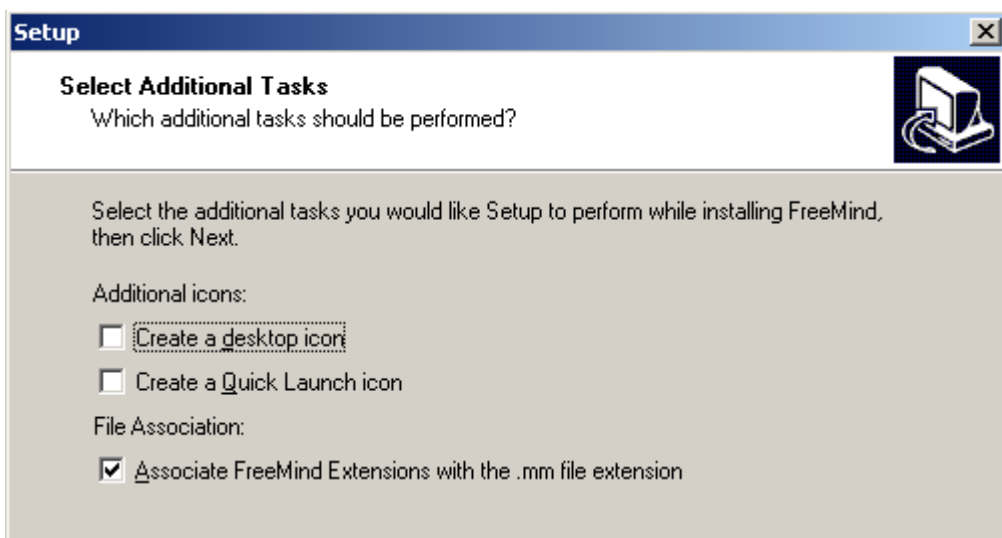 Setup
Select Additional Tasks
Which additional tasks should be performed?
Select the additional tasks you would like Setup to perform while installing FreeMind,
then click Next.
Additional icons:
Create a desktop icon
Create a Quick Launch icon
File Association:
Associate FreeMind Extensions with the .mm file extension